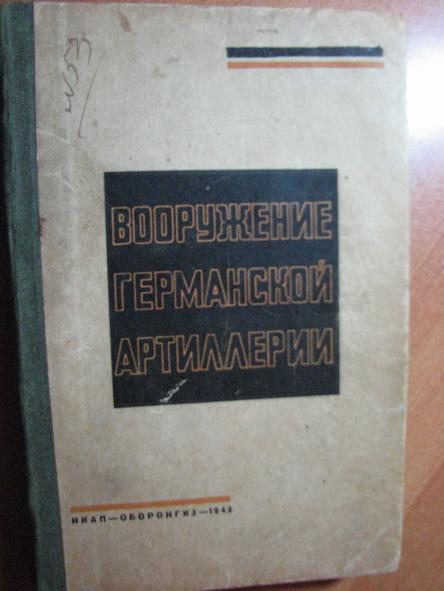 ВООРУЖЕНИЕ
ГЕРМАНСКОЙ
АРТИЛЛЕРИИ
НКАП—ОБОРОНГИЗ—1943